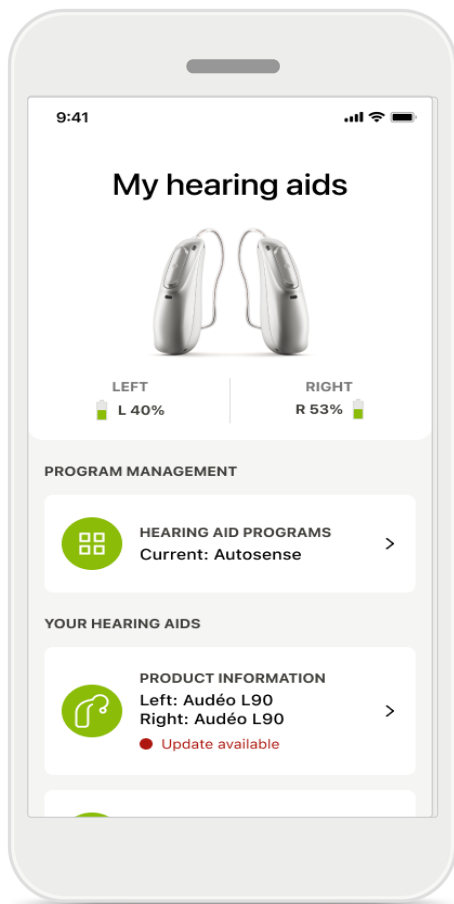 9:41
My hearing aids
LEFT
RIGHT
L 40%
R 53%
PROGRAM MANAGEMENT
HEARING AID PROGRAMS
Current: Autosense
YOUR HEARING AIDS
PRODUCT INFORMATION
Left: Audéo L90
Right: Audéo L90
Update available